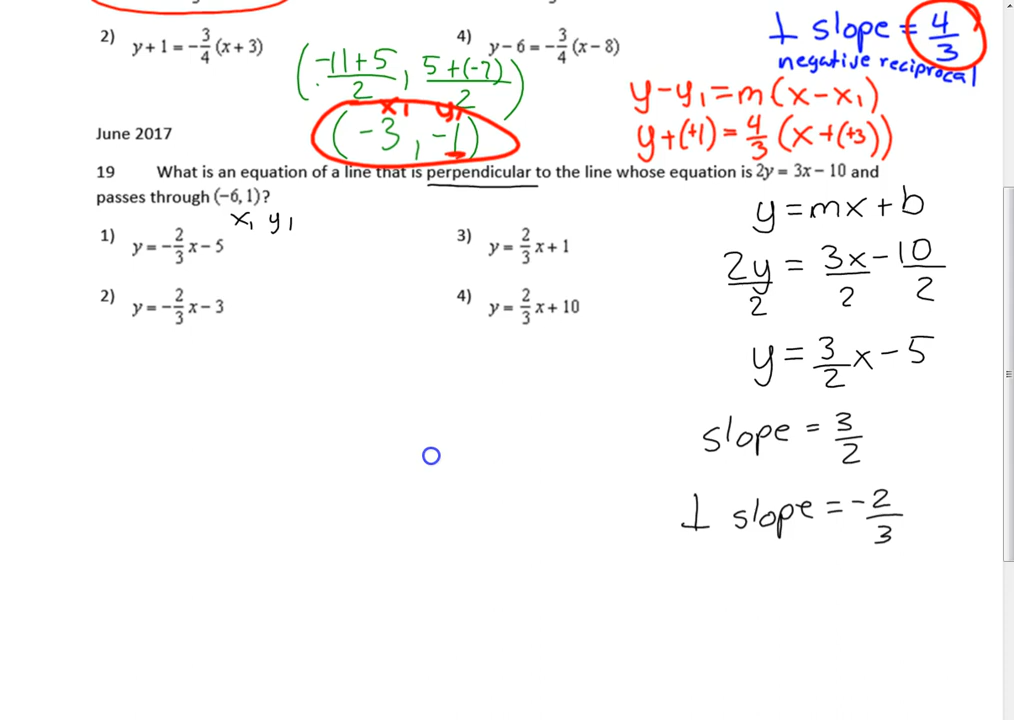 2) y + 1 = -3/4 (x + 3)
4) y - 6 = -3/4 (x - 8)
⊥ slope = 4/3
negative reciprocal
(-11+5/2, 5+(-7)/2)
x₁ y₁
(-3, -1)
y-y₁=m(x-x₁)
y+(+1)=4/3(x+(+3))
June 2017
19 What is an equation of a line that is perpendicular to the line whose equation is 2y = 3x – 10 and
passes through (–6, 1)?
x₁ y₁
1) y = -2/3 x - 5
3) y = 2/3 x + 1
2) y = -2/3 x - 3
4) y = 2/3 x + 10
y = mx + b
2y/2 = 3x/2 - 10/2
y = 3/2 x - 5
slope = 3/2
⊥ slope = -2/3